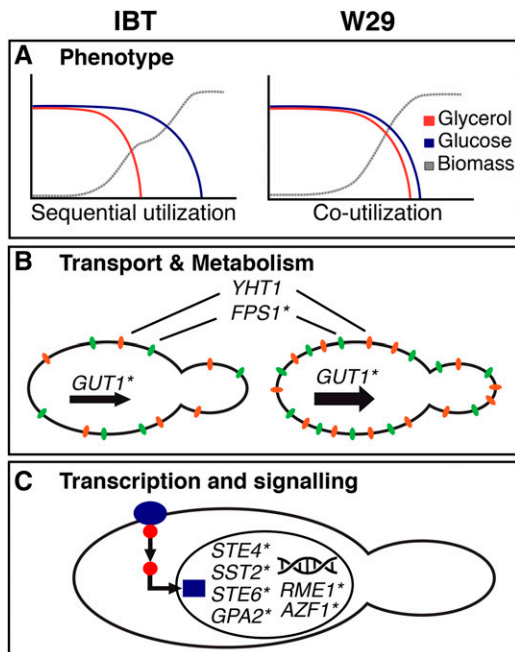 IBT W29
A Phenotype
Glycerol
Glucose
Biomass
Sequential utilization Co-utilization
B Transport & Metabolism
YHT1
FPS1*
GUT1* GUT1*
C Transcription and signalling
STE4*
SST2*
STE6* RME1*
GPA2* AZF1*